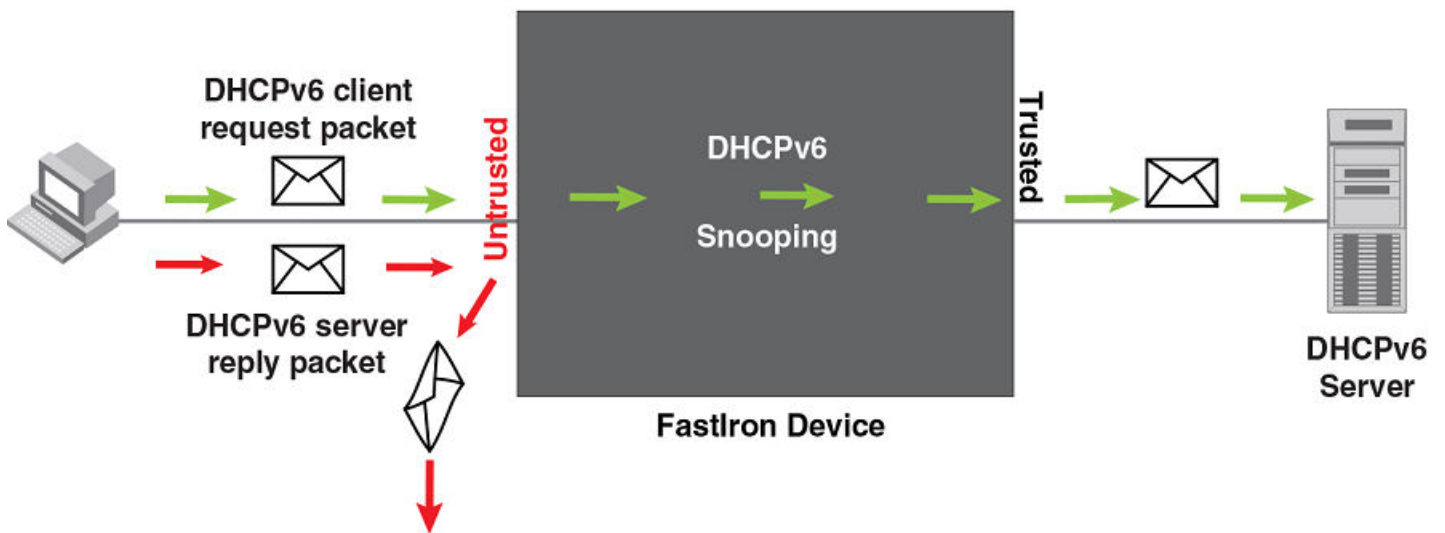 DHCPv6 client
request packet
Untrusted
DHCPv6
Snooping
Trusted
DHCPv6 server
reply packet
DHCPv6
Server
FastIron Device